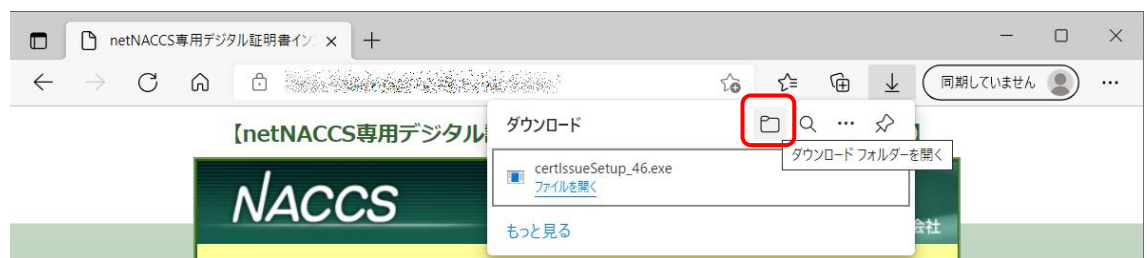 netNACCS専用デジタル証明書イン
同期していません
【netNACCS専用デジタル
】
ダウンロード
ダウンロード フォルダーを開く
certIssueSetup_46.exe
ファイルを開く
もっと見る
NACCS
会社